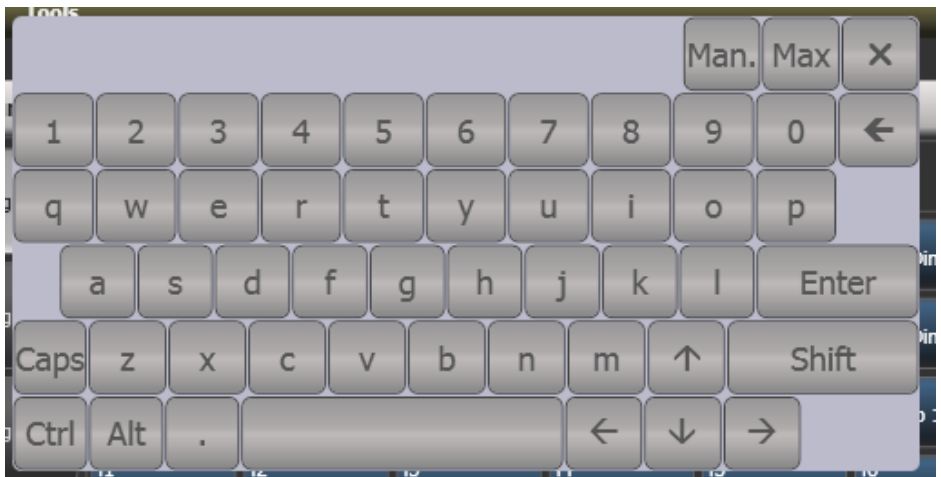 Tools
Man. Max ×
1 2 3 4 5 6 7 8 9 0 ←
q w e r t y u i o p
a s d f g h j k l Enter
Caps z x c v b n m ↑ Shift
Ctrl Alt . ← ↓ →